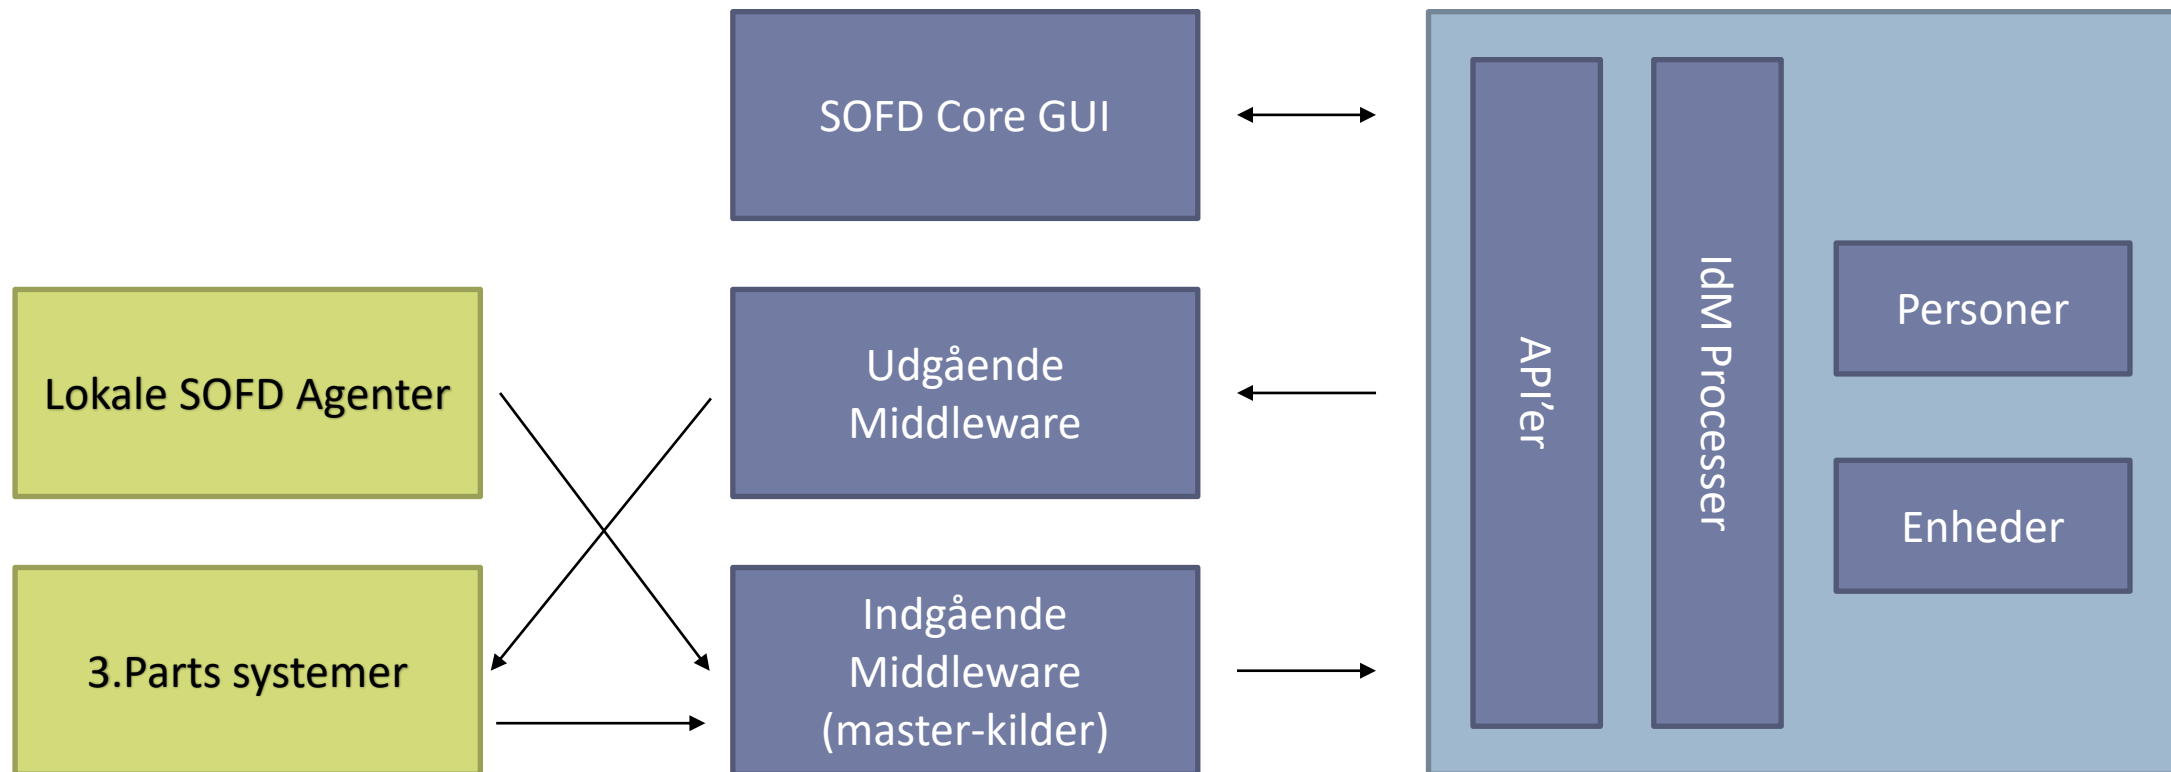 SOFD Core GUI
Lokale SOFD Agenter
Udgående
Middleware
3.Parts systemer
Indgående
Middleware
(master-kilder)
API’er
IdM Processer
Personer
Enheder